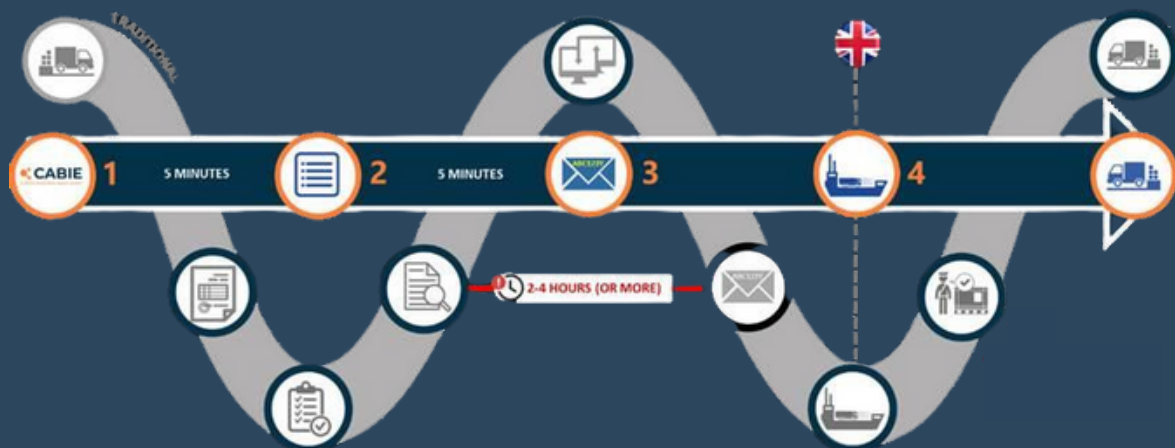 TRADITIONAL
CABIE
1
5 MINUTES
2
5 MINUTES
3
4
2-4 HOURS (OR MORE)